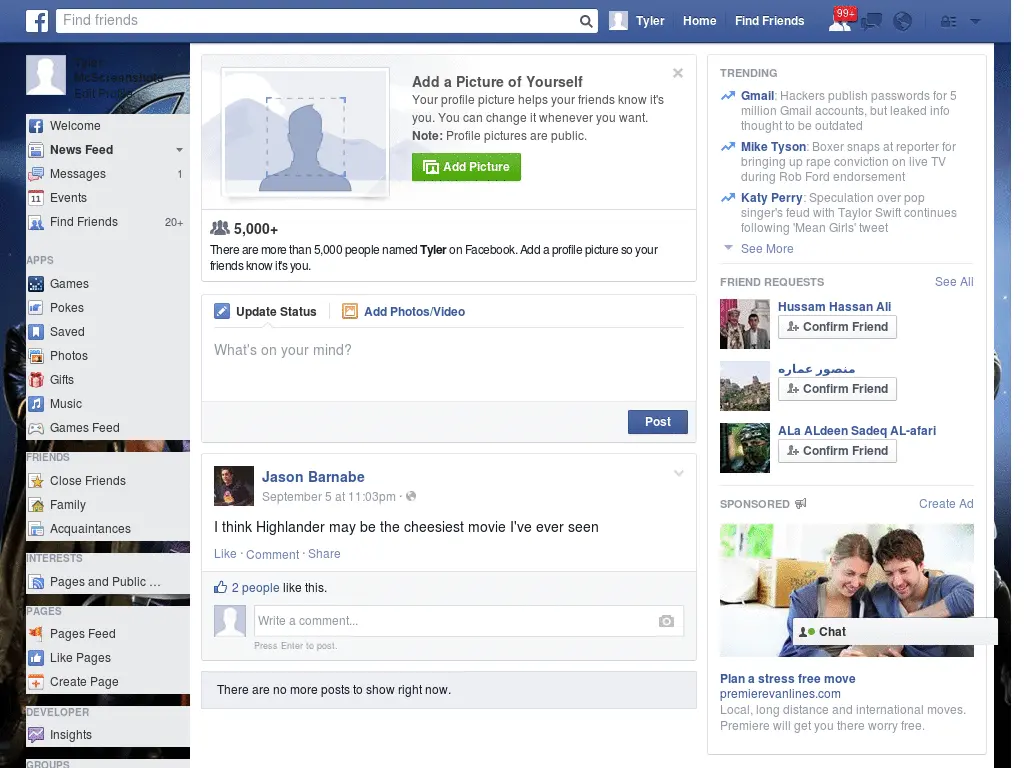 Find friends
Tyler
Home
Find Friends
99+
Tyler
McScreenshots
Edit Profile
Welcome
News Feed
Messages 1
11 Events
Find Friends 20+
APPS
Games
Pokes
Saved
Photos
Gifts
Music
Games Feed
FRIENDS
Close Friends
Family
Acquaintances
INTERESTS
Pages and Public ...
PAGES
Pages Feed
Like Pages
Create Page
DEVELOPER
Insights
GROUPS
Add a Picture of Yourself
Your profile picture helps your friends know it's
you. You can change it whenever you want.
Note: Profile pictures are public.
Add Picture
5,000+
There are more than 5,000 people named Tyler on Facebook. Add a profile picture so your
friends know it's you.
Update Status
Add Photos/Video
What's on your mind?
Post
Jason Barnabe
September 5 at 11:03pm ·
I think Highlander may be the cheesiest movie I've ever seen
Like · Comment · Share
2 people like this.
Write a comment...
Press Enter to post.
There are no more posts to show right now.
TRENDING
Gmail: Hackers publish passwords for 5
million Gmail accounts, but leaked info
thought to be outdated
Mike Tyson: Boxer snaps at reporter for
bringing up rape conviction on live TV
during Rob Ford endorsement
Katy Perry: Speculation over pop
singer's feud with Taylor Swift continues
following 'Mean Girls' tweet
See More
FRIEND REQUESTS See All
Hussam Hassan Ali
Confirm Friend
منصور عماره
Confirm Friend
ALa ALdeen Sadeq AL-afari
Confirm Friend
SPONSORED Create Ad
Chat
Plan a stress free move
premierevanlines.com
Local, long distance and international moves.
Premiere will get you there worry free.